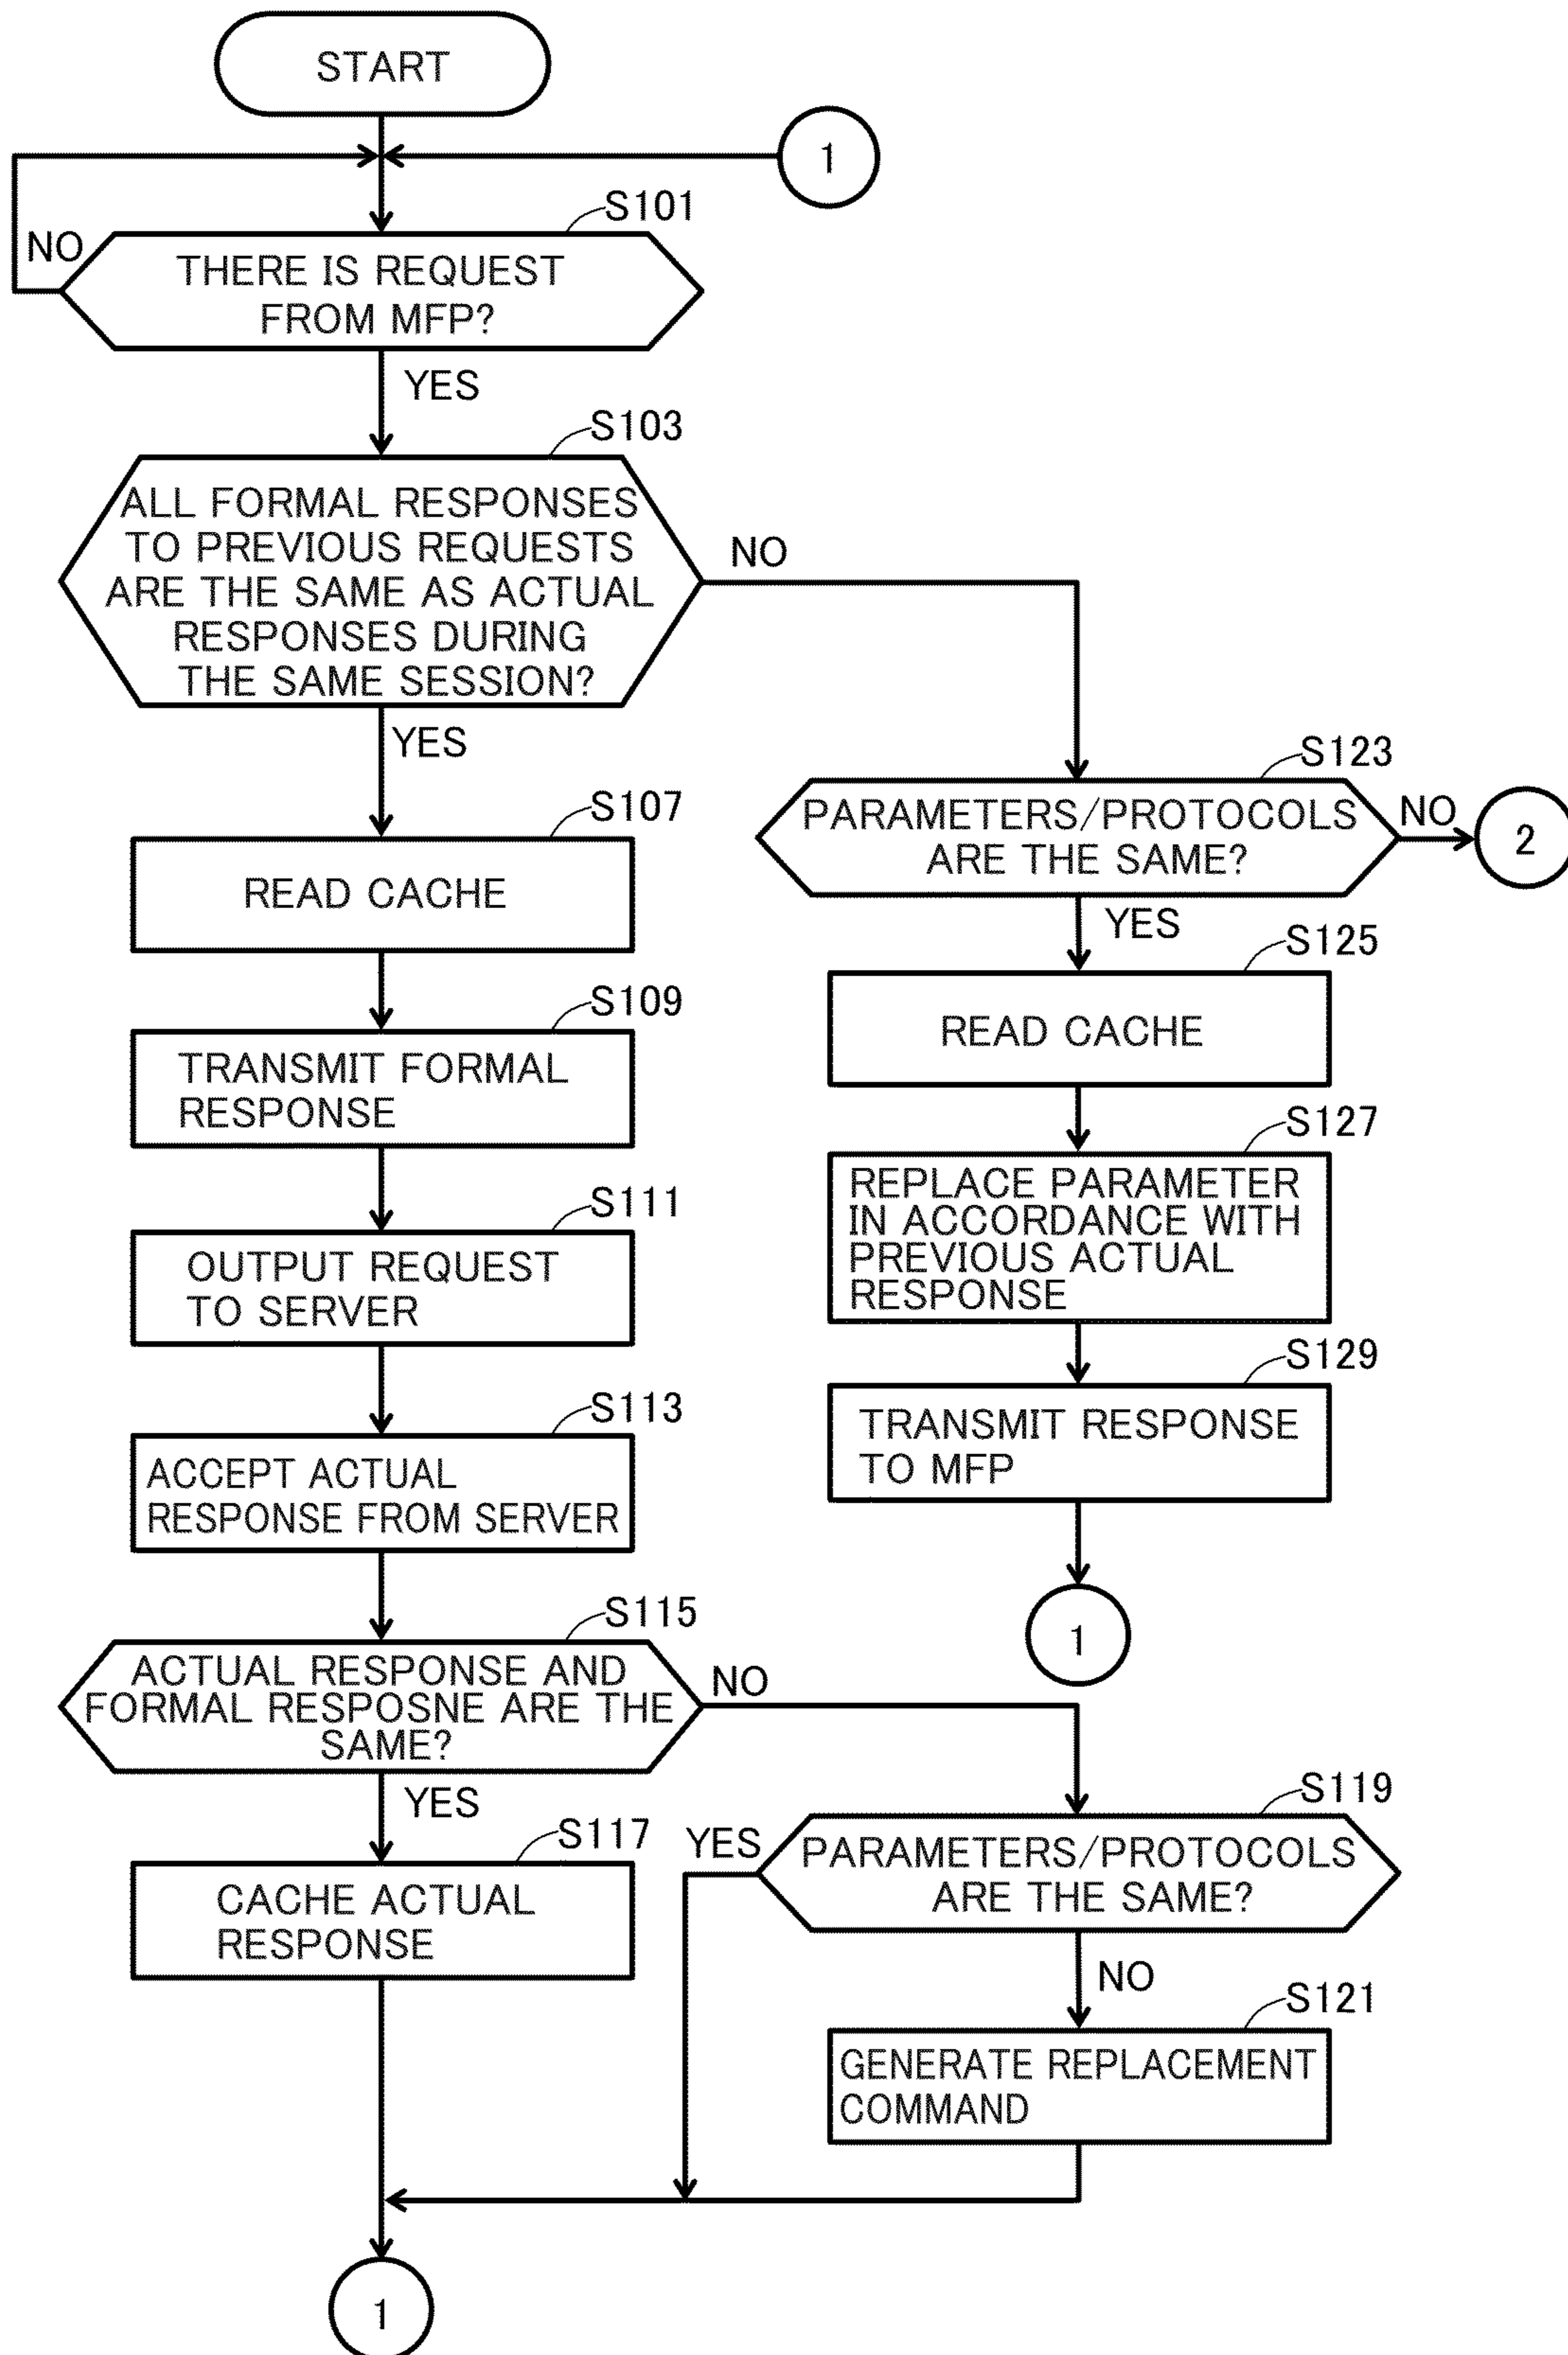 START
1
S101
NO
THERE IS REQUEST
FROM MFP?
YES
S103
ALL FORMAL RESPONSES
TO PREVIOUS REQUESTS
ARE THE SAME AS ACTUAL
RESPONSES DURING
THE SAME SESSION?
NO
YES
S123
PARAMETERS/PROTOCOLS
ARE THE SAME?
NO
2
YES
S107
READ CACHE
S125
READ CACHE
S109
TRANSMIT FORMAL
RESPONSE
S127
REPLACE PARAMETER
IN ACCORDANCE WITH
PREVIOUS ACTUAL
RESPONSE
S111
OUTPUT REQUEST
TO SERVER
S129
TRANSMIT RESPONSE
TO MFP
1
S113
ACCEPT ACTUAL
RESPONSE FROM SERVER
S115
ACTUAL RESPONSE AND
FORMAL RESPOSNE ARE THE
SAME?
NO
YES
S119
PARAMETERS/PROTOCOLS
ARE THE SAME?
YES
NO
S117
CACHE ACTUAL
RESPONSE
S121
GENERATE REPLACEMENT
COMMAND
1